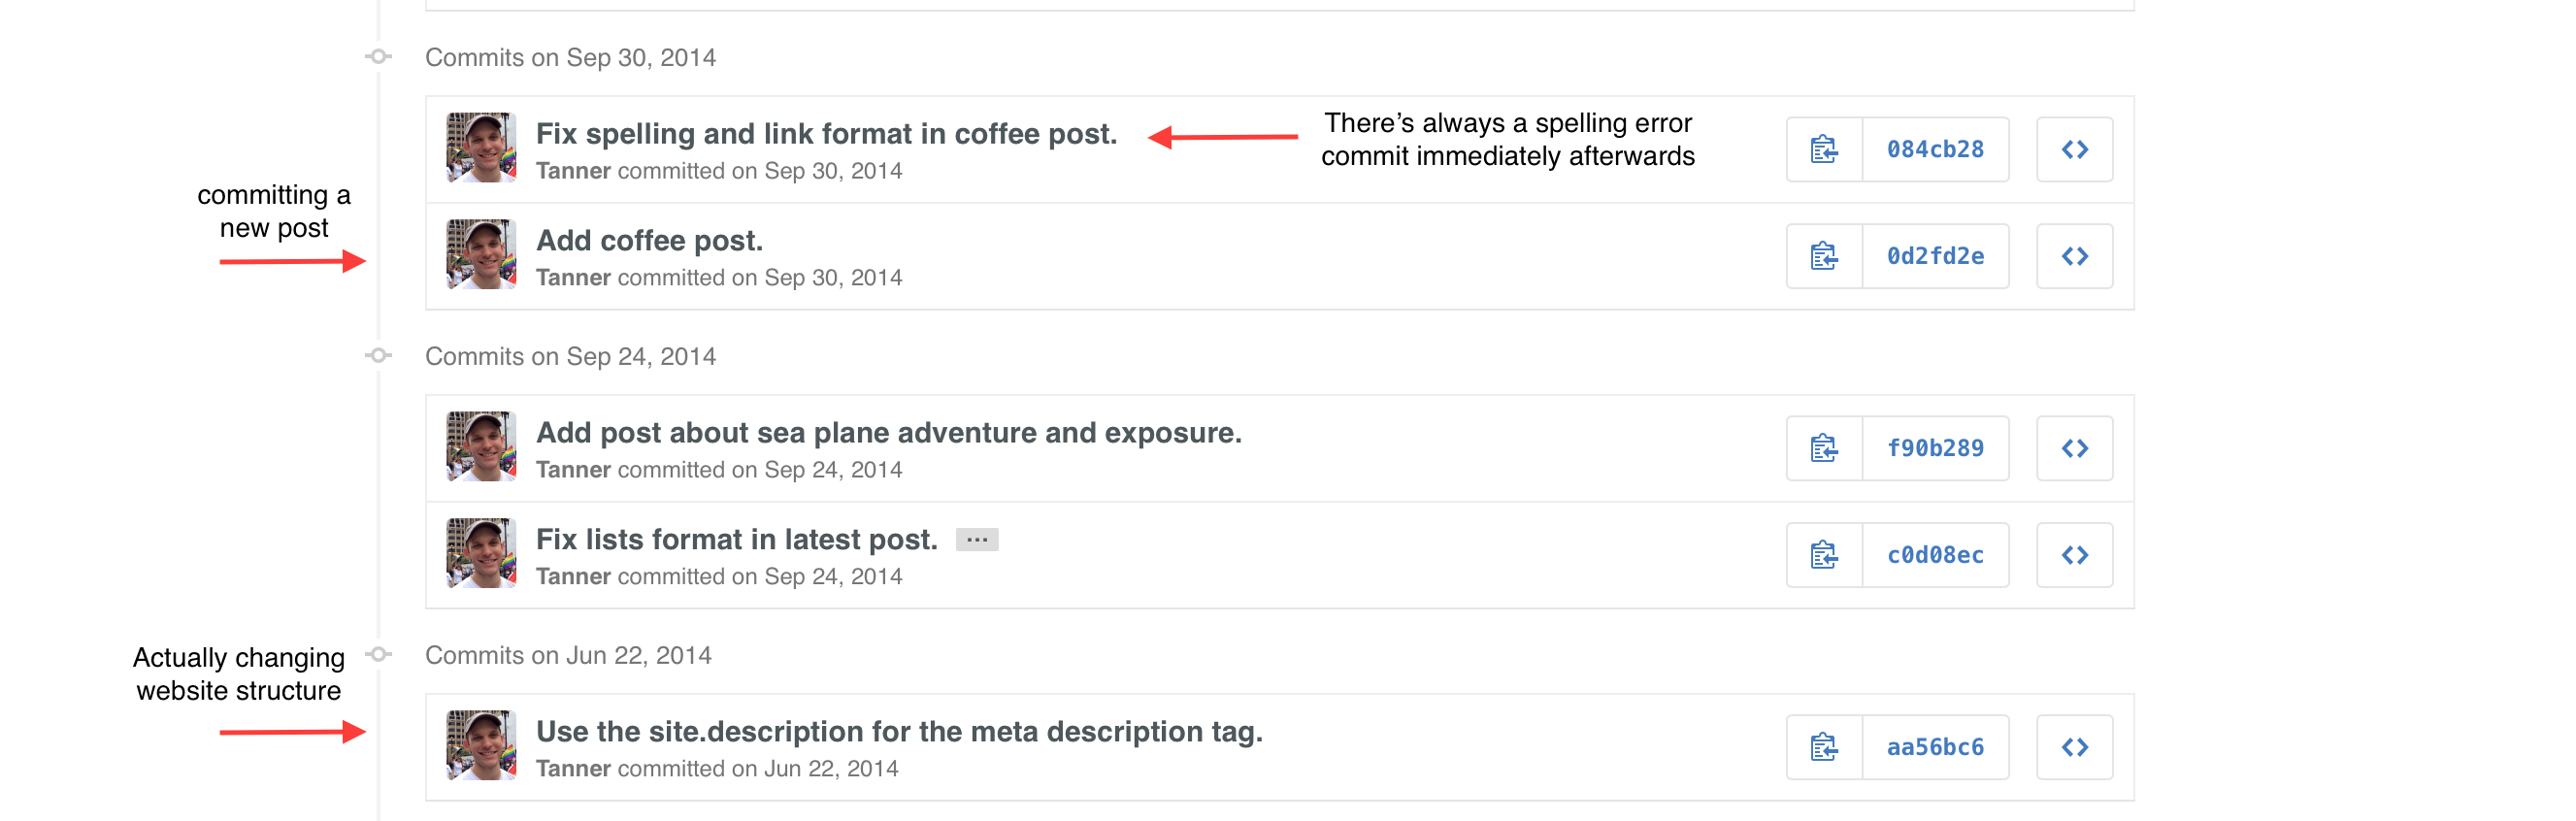 Commits on Sep 30, 2014
Fix spelling and link format in coffee post.
There’s always a spelling error
commit immediately afterwards
084cb28
Tanner committed on Sep 30, 2014
committing a
new post
Add coffee post.
0d2fd2e
Tanner committed on Sep 30, 2014
Commits on Sep 24, 2014
Add post about sea plane adventure and exposure.
f90b289
Tanner committed on Sep 24, 2014
Fix lists format in latest post. ...
c0d08ec
Tanner committed on Sep 24, 2014
Actually changing
website structure
Commits on Jun 22, 2014
Use the site.description for the meta description tag.
aa56bc6
Tanner committed on Jun 22, 2014